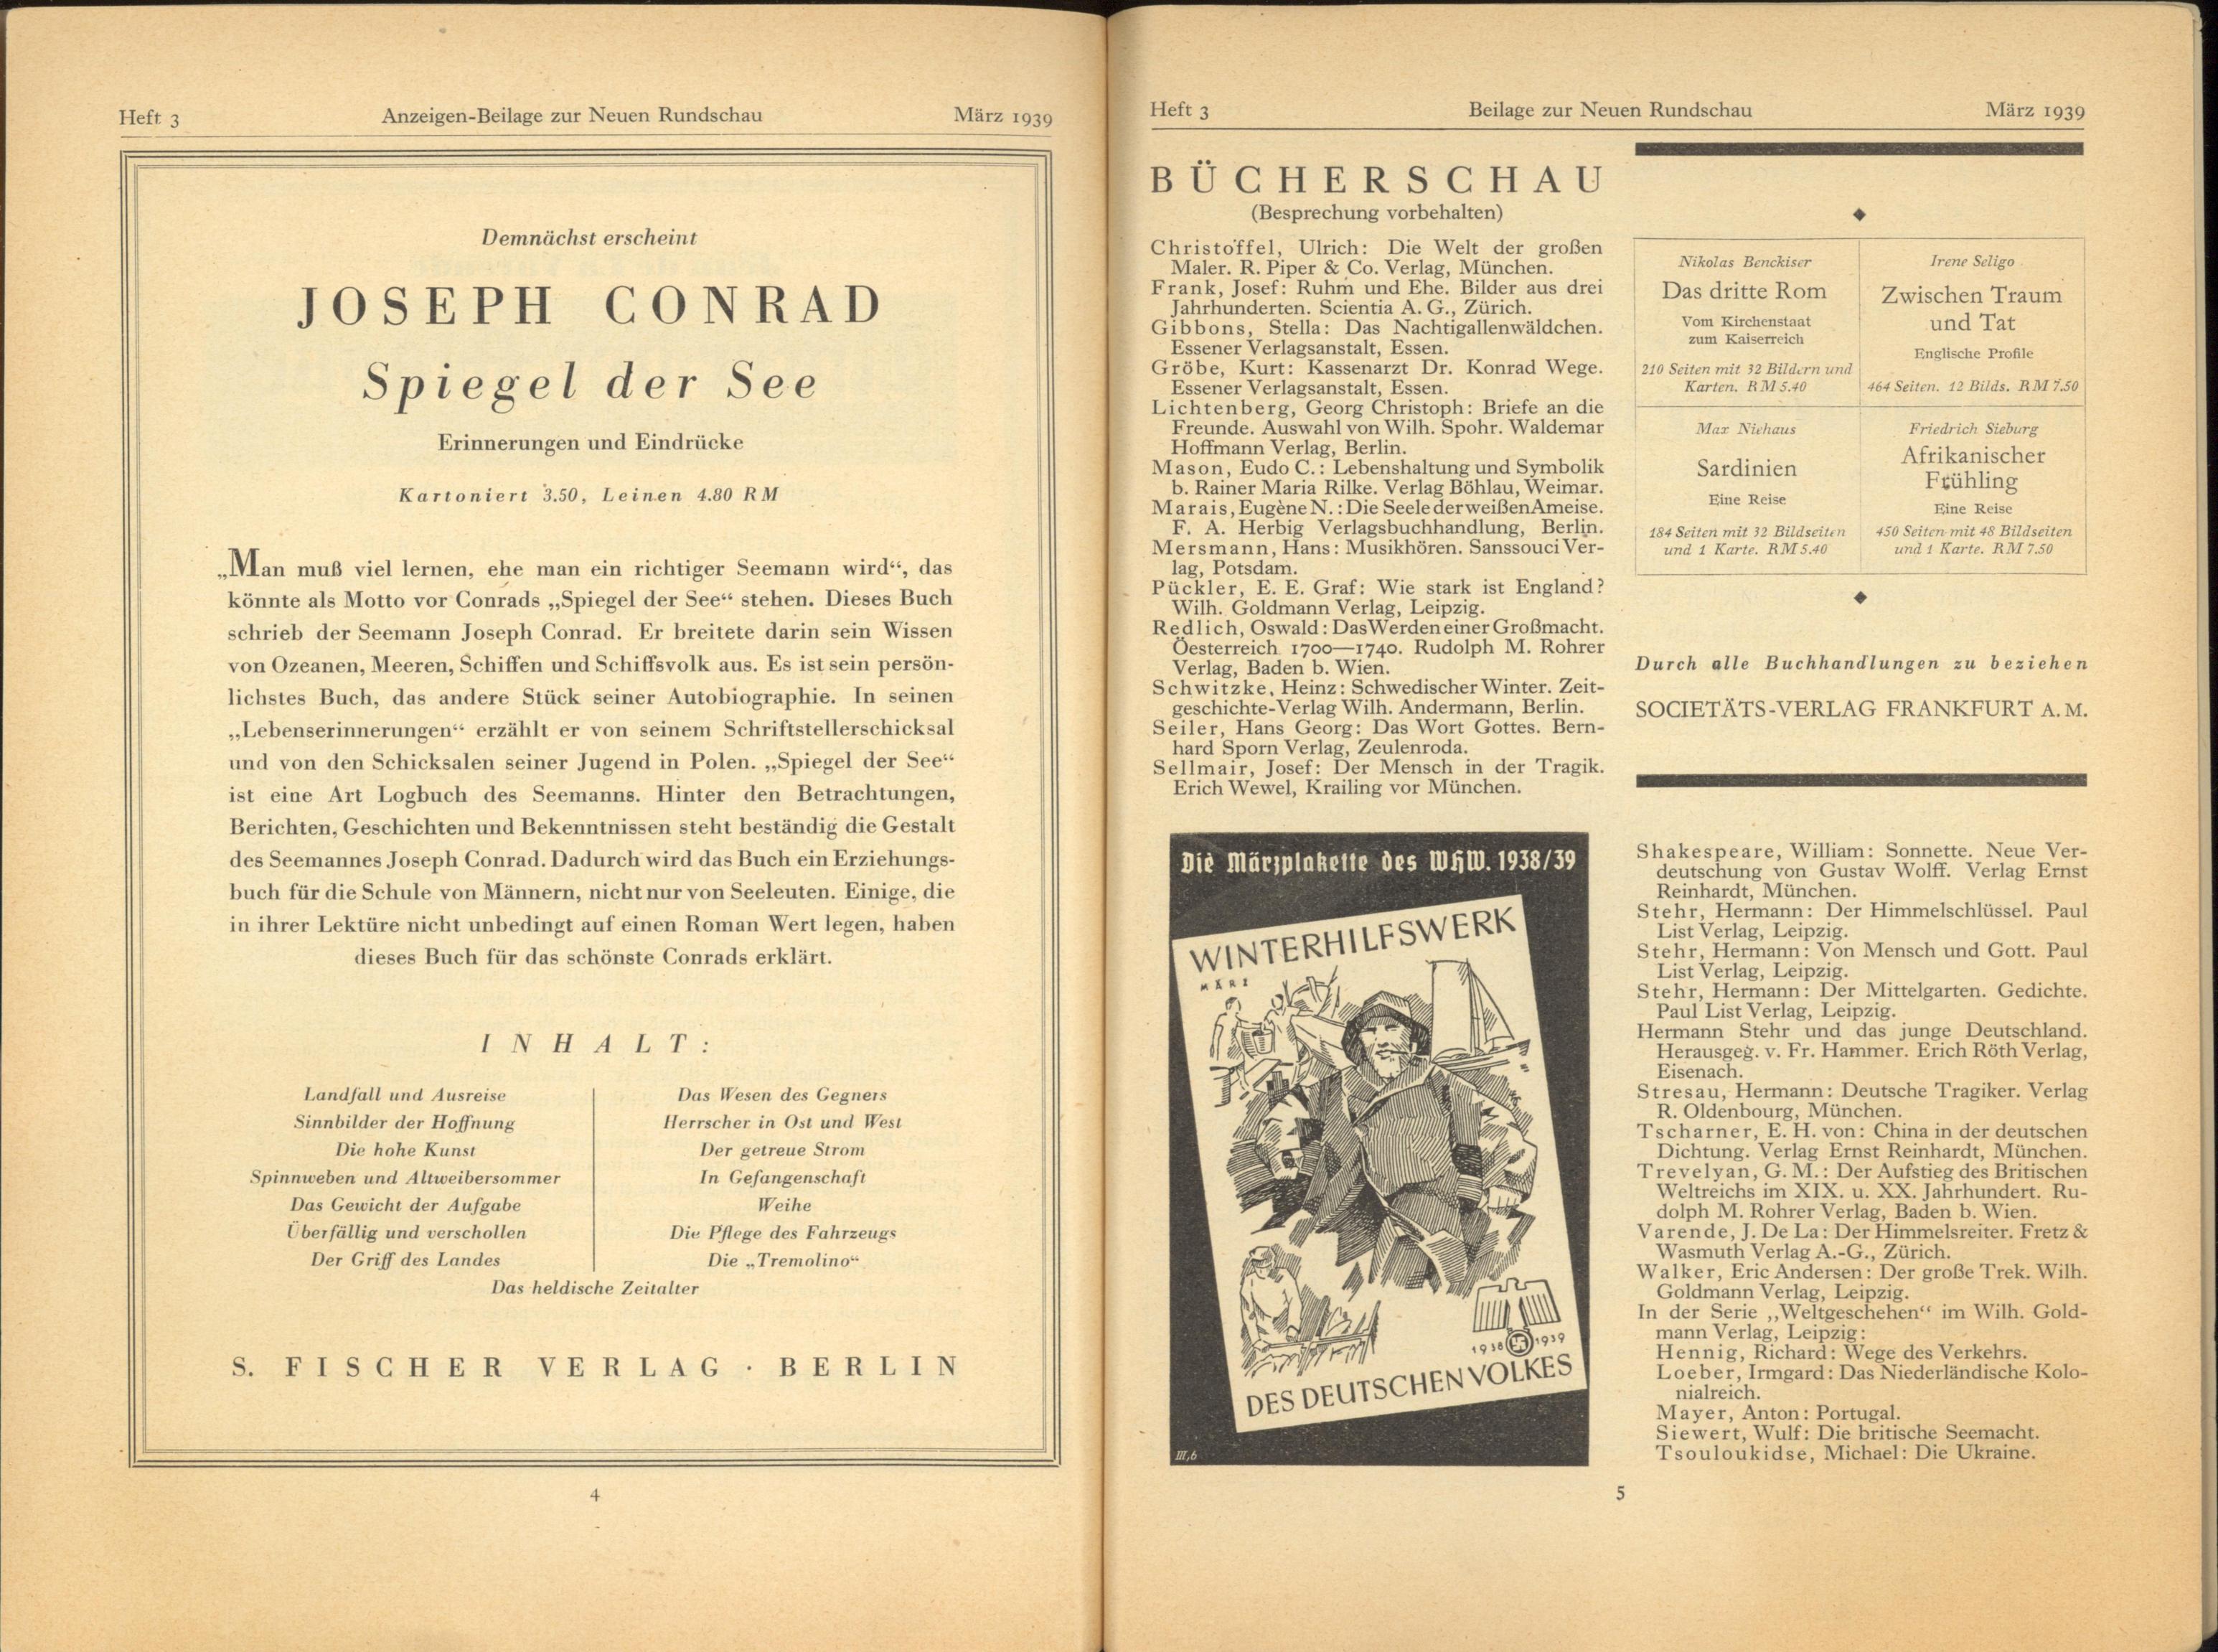 Heft 3 Anzeigen-Beilage zur Neuen Rundschau März 1939
Demnächst erscheint
JOSEPH CONRAD
Spiegel der See
Erinnerungen und Eindrücke
Kartoniert 3.50, Leinen 4.80 RM
„Man muß viel lernen, ehe man ein richtiger Seemann wird“, das
könnte als Motto vor Conrads „Spiegel der See“ stehen. Dieses Buch
schrieb der Seemann Joseph Conrad. Er breitete darin sein Wissen
von Ozeanen, Meeren, Schiffen und Schiffsvolk aus. Es ist sein persön-
lichstes Buch, das andere Stück seiner Autobiographie. In seinen
„Lebenserinnerungen“ erzählt er von seinem Schriftstellerschicksal
und von den Schicksalen seiner Jugend in Polen. „Spiegel der See“
ist eine Art Logbuch des Seemanns. Hinter den Betrachtungen,
Berichten, Geschichten und Bekenntnissen steht beständig die Gestalt
des Seemannes Joseph Conrad. Dadurch wird das Buch ein Erziehungs-
buch für die Schule von Männern, nicht nur von Seeleuten. Einige, die
in ihrer Lektüre nicht unbedingt auf einen Roman Wert legen, haben
dieses Buch für das schönste Conrads erklärt.
INHALT:
Landfall und Ausreise
Sinnbilder der Hoffnung
Die hohe Kunst
Spinnweben und Altweibersommer
Das Gewicht der Aufgabe
Überfällig und verschollen
Der Griff des Landes
Das Wesen des Gegners
Herrscher in Ost und West
Der getreue Strom
In Gefangenschaft
Weihe
Die Pflege des Fahrzeugs
Die „Tremolino“
Das heldische Zeitalter
S. FISCHER VERLAG · BERLIN
4
Heft 3 Beilage zur Neuen Rundschau März 1939
BÜCHERSCHAU
(Besprechung vorbehalten)
Christoffel, Ulrich: Die Welt der großen
Maler. R. Piper & Co. Verlag, München.
Frank, Josef: Ruhm und Ehe. Bilder aus drei
Jahrhunderten. Scientia A. G., Zürich.
Gibbons, Stella: Das Nachtigallenwäldchen.
Essener Verlagsanstalt, Essen.
Gröbe, Kurt: Kassenarzt Dr. Konrad Wege.
Essener Verlagsanstalt, Essen.
Lichtenberg, Georg Christoph: Briefe an die
Freunde. Auswahl von Wilh. Spohr. Waldemar
Hoffmann Verlag, Berlin.
Mason, Eudo C.: Lebenshaltung und Symbolik
b. Rainer Maria Rilke. Verlag Böhlau, Weimar.
Marais, Eugène N.: Die Seele der weißen Ameise.
F. A. Herbig Verlagsbuchhandlung, Berlin.
Mersmann, Hans: Musikhören. Sanssouci Ver-
lag, Potsdam.
Pückler, E. E. Graf: Wie stark ist England?
Wilh. Goldmann Verlag, Leipzig.
Redlich, Oswald: Das Werden einer Großmacht.
Öesterreich 1700—1740. Rudolph M. Rohrer
Verlag, Baden b. Wien.
Schwitzke, Heinz: Schwedischer Winter. Zeit-
geschichte-Verlag Wilh. Andermann, Berlin.
Seiler, Hans Georg: Das Wort Gottes. Bern-
hard Sporn Verlag, Zeulenroda.
Sellmair, Josef: Der Mensch in der Tragik.
Erich Wewel, Krailing vor München.
Die Märzplakette des WHW. 1938/39
WINTERHILFSWERK
MÄRZ
1938 1939
DES DEUTSCHEN VOLKES
III,6
Nikolas Benckiser
Das dritte Rom
Vom Kirchenstaat
zum Kaiserreich
210 Seiten mit 32 Bildern und
Karten. RM 5.40
Irene Seligo
Zwischen Traum
und Tat
Englische Profile
464 Seiten. 12 Bilds. RM 7.50
Max Niehaus
Sardinien
Eine Reise
184 Seiten mit 32 Bildseiten
und 1 Karte. RM 5.40
Friedrich Sieburg
Afrikanischer
Frühling
Eine Reise
450 Seiten mit 48 Bildseiten
und 1 Karte. RM 7.50
Durch alle Buchhandlungen zu beziehen
SOCIETÄTS-VERLAG FRANKFURT A. M.
Shakespeare, William: Sonnette. Neue Ver-
deutschung von Gustav Wolff. Verlag Ernst
Reinhardt, München.
Stehr, Hermann: Der Himmelschlüssel. Paul
List Verlag, Leipzig.
Stehr, Hermann: Von Mensch und Gott. Paul
List Verlag, Leipzig.
Stehr, Hermann: Der Mittelgarten. Gedichte.
Paul List Verlag, Leipzig.
Hermann Stehr und das junge Deutschland.
Herausgeg. v. Fr. Hammer. Erich Röth Verlag,
Eisenach.
Stresau, Hermann: Deutsche Tragiker. Verlag
R. Oldenbourg, München.
Tscharner, E. H. von: China in der deutschen
Dichtung. Verlag Ernst Reinhardt, München.
Trevelyan, G. M.: Der Aufstieg des Britischen
Weltreichs im XIX. u. XX. Jahrhundert. Ru-
dolph M. Rohrer Verlag, Baden b. Wien.
Varende, J. De La: Der Himmelsreiter. Fretz &
Wasmuth Verlag A.-G., Zürich.
Walker, Eric Andersen: Der große Trek. Wilh.
Goldmann Verlag, Leipzig.
In der Serie „Weltgeschehen“ im Wilh. Gold-
mann Verlag, Leipzig:
Hennig, Richard: Wege des Verkehrs.
Loeber, Irmgard: Das Niederländische Kolo-
nialreich.
Mayer, Anton: Portugal.
Siewert, Wulf: Die britische Seemacht.
Tsouloukidse, Michael: Die Ukraine.
5